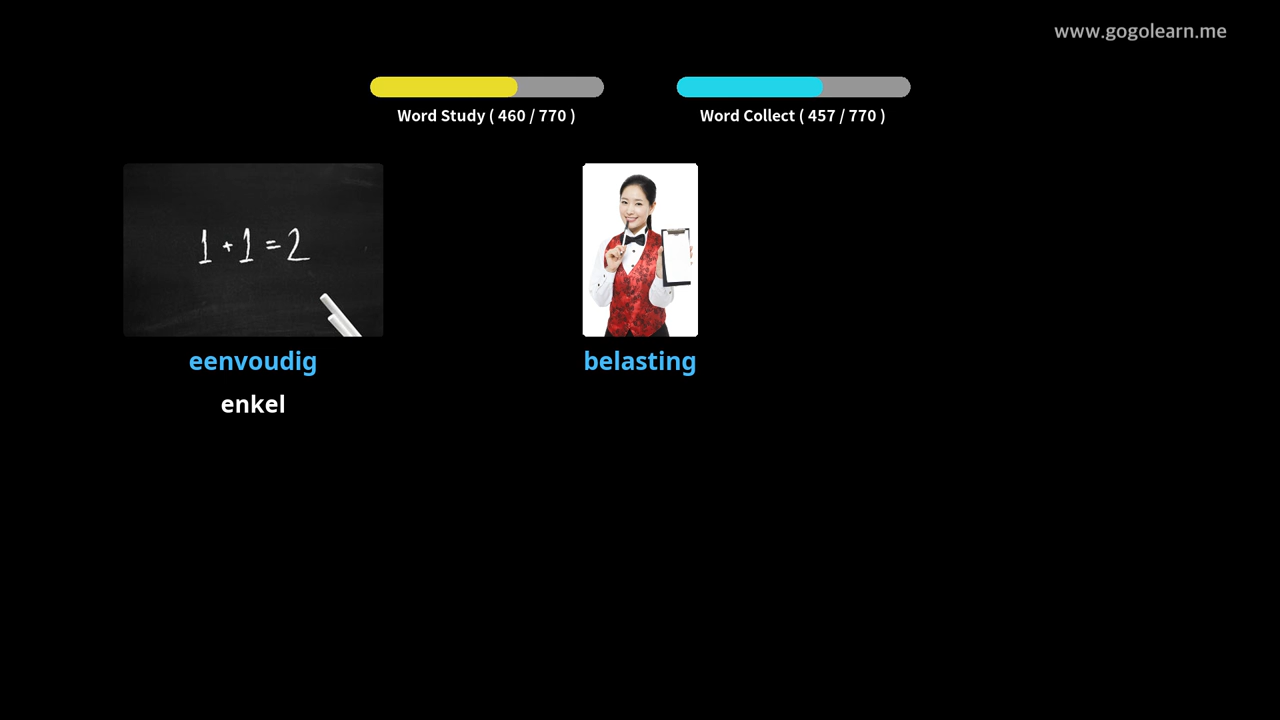 www.gogolearn.me
Word Study ( 460 / 770 )
Word Collect ( 457 / 770 )
1 + 1 = 2
eenvoudig
enkel
belasting